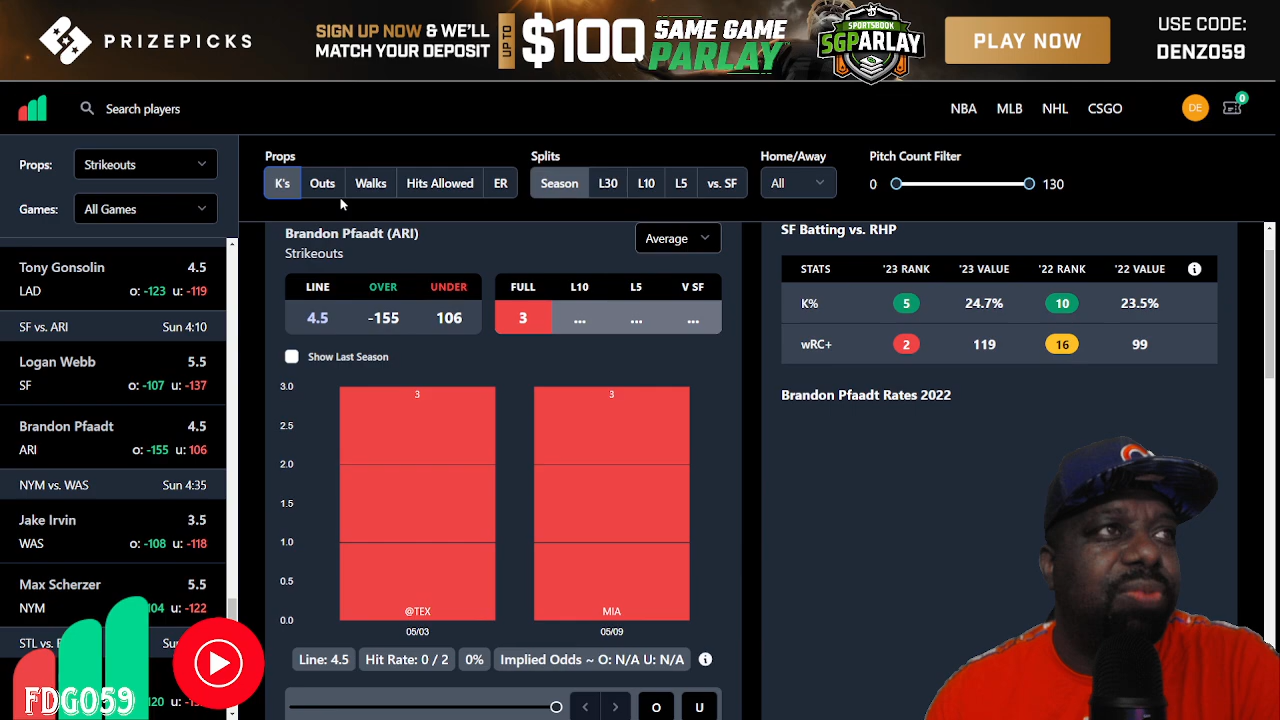 PRIZEPICKS
SIGN UP NOW & WE'LL
MATCH YOUR DEPOSIT
UP TO
$100
SAME GAME
PARLAY
SPORTSBOOK
SGPARLAY
PLAY NOW
USE CODE:
DENZO59
Search players
NBA MLB NHL CSGO
DE
0
Props: Strikeouts
Games: All Games
Props
K's Outs Walks Hits Allowed ER
Splits
Season L30 L10 L5 vs. SF
Home/Away
All
Pitch Count Filter
0 130
Tony Gonsolin 4.5
LAD o: -123 u: -119
SF vs. ARI Sun 4:10
Logan Webb 5.5
SF o: -107 u: -137
Brandon Pfaadt 4.5
ARI o: -155 u: 106
NYM vs. WAS Sun 4:35
Jake Irvin 3.5
WAS o: -108 u: -118
Max Scherzer 5.5
NYM 104 u: -122
STL vs.
120 u:
FDGO59
Brandon Pfaadt (ARI)
Strikeouts
Average
LINE OVER UNDER
4.5 -155 106
FULL L10 L5 V SF
3 ... ... ...
Show Last Season
3.0
2.5
2.0
1.5
1.0
0.5
0.0
3 3
@TEX MIA
05/03 05/09
Line: 4.5 Hit Rate: 0 / 2 0% Implied Odds ~ O: N/A U: N/A
O U
SF Batting vs. RHP
STATS '23 RANK '23 VALUE '22 RANK '22 VALUE
K% 5 24.7% 10 23.5%
wRC+ 2 119 16 99
Brandon Pfaadt Rates 2022